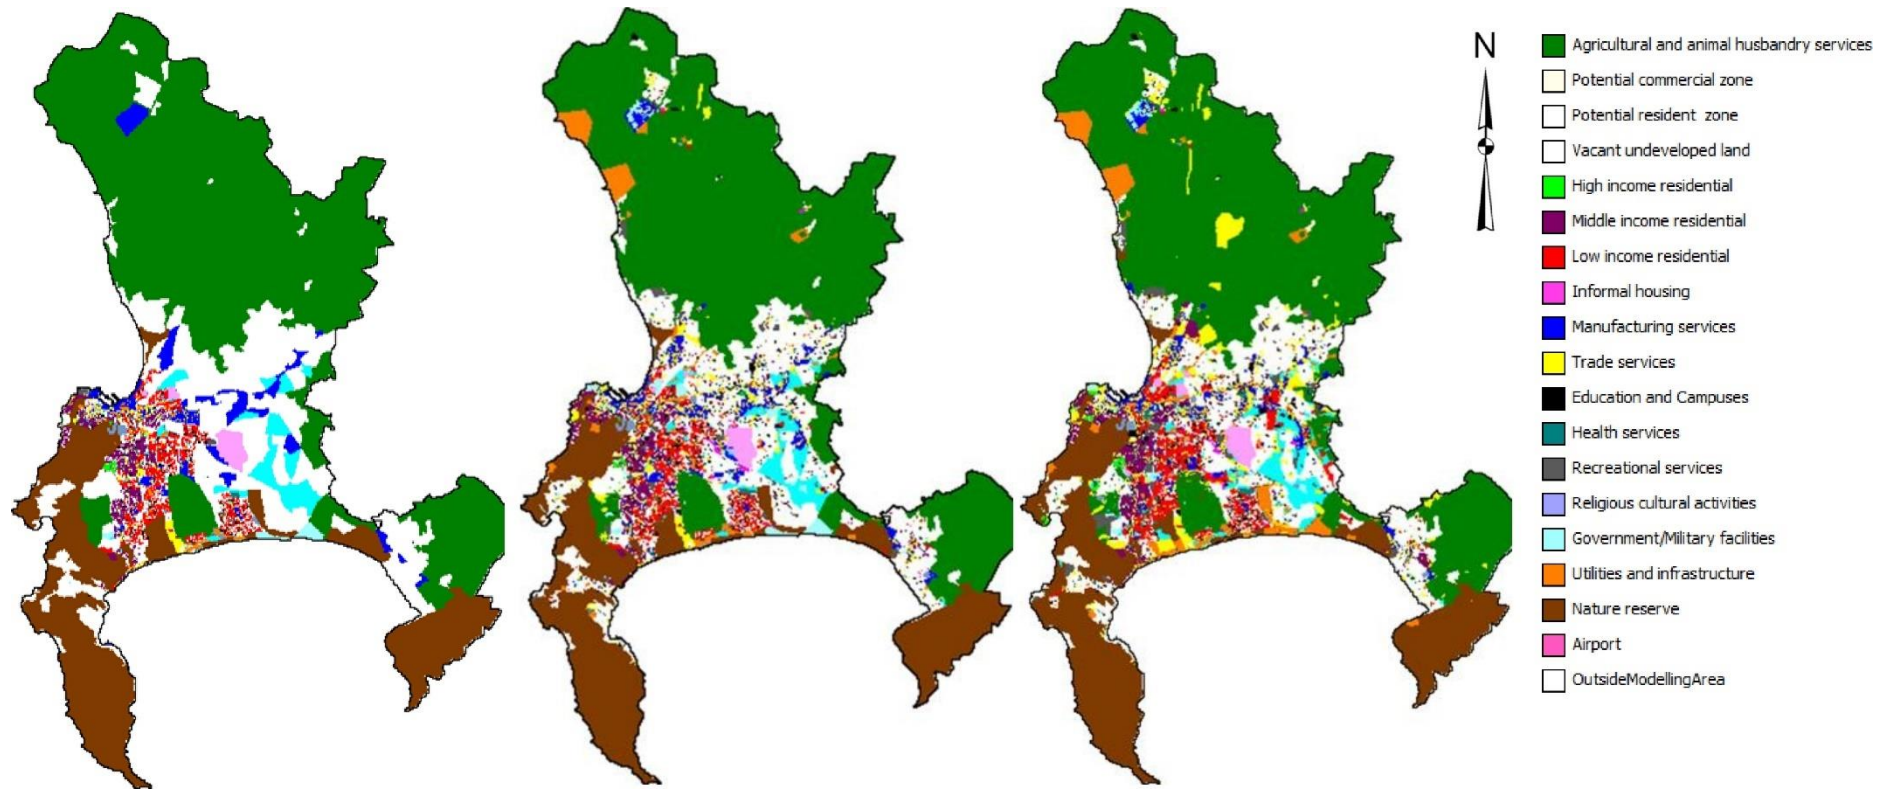 N
Agricultural and animal husbandry services
Potential commercial zone
Potential resident zone
Vacant undeveloped land
High income residential
Middle income residential
Low income residential
Informal housing
Manufacturing services
Trade services
Education and Campuses
Health services
Recreational services
Religious cultural activities
Government/Military facilities
Utilities and infrastructure
Nature reserve
Airport
OutsideModellingArea